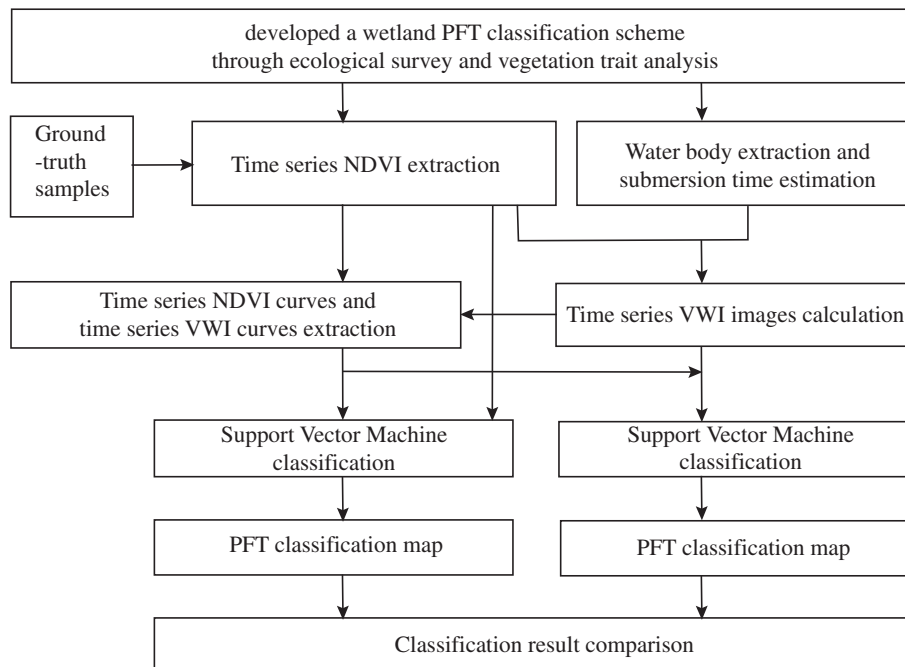 developed a wetland PFT classification scheme
through ecological survey and vegetation trait analysis
Ground
-truth
samples
Time series NDVI extraction
Water body extraction and
submersion time estimation
Time series NDVI curves and
time series VWI curves extraction
Time series VWI images calculation
Support Vector Machine
classification
Support Vector Machine
classification
PFT classification map
PFT classification map
Classification result comparison